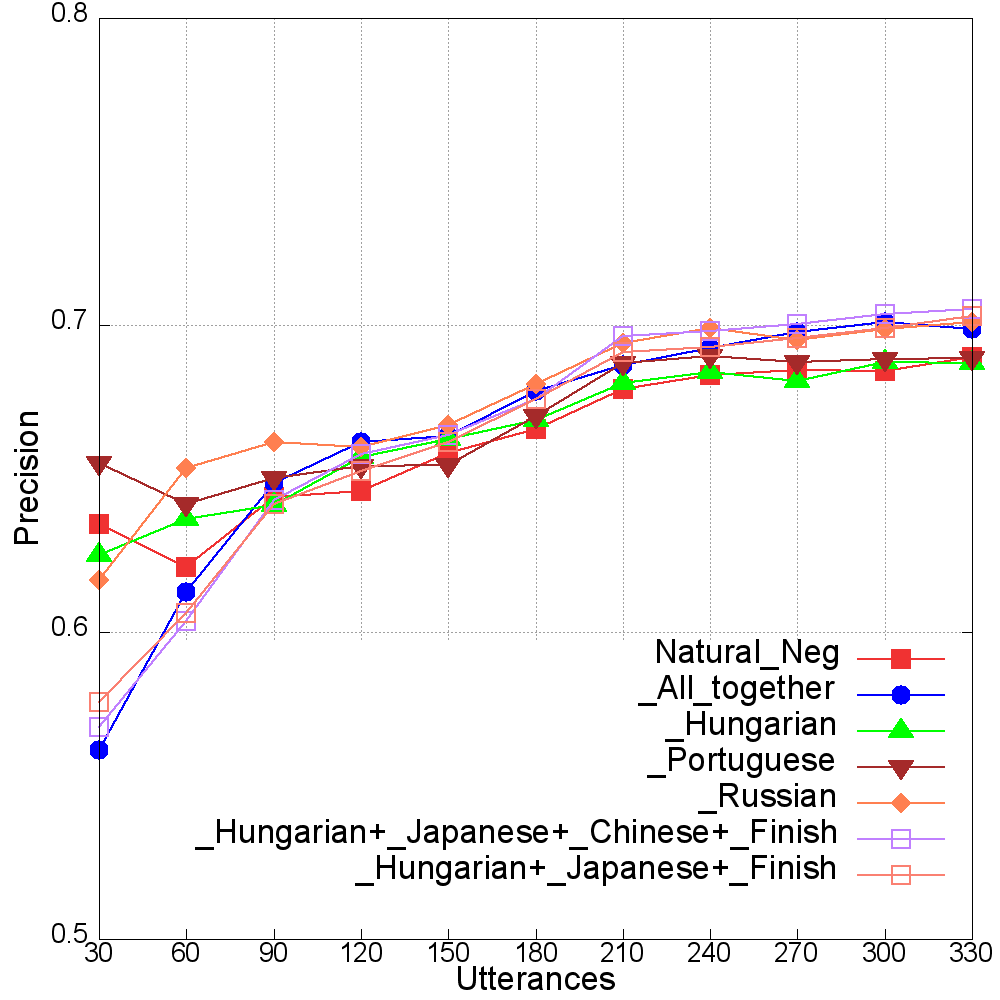 0.8
0.7
0.6
0.5
Precision
Natural_Neg
_All_together
_Hungarian
_Portuguese
_Russian
_Hungarian+_Japanese+_Chinese+_Finish
_Hungarian+_Japanese+_Finish
30 60 90 120 150 180 210 240 270 300 330
Utterances